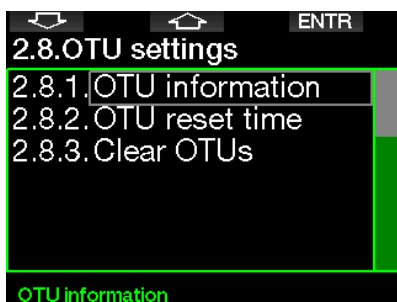 ENTR
2.8.OTU settings
2.8.1.OTU information
2.8.2.OTU reset time
2.8.3.Clear OTUs
OTU information